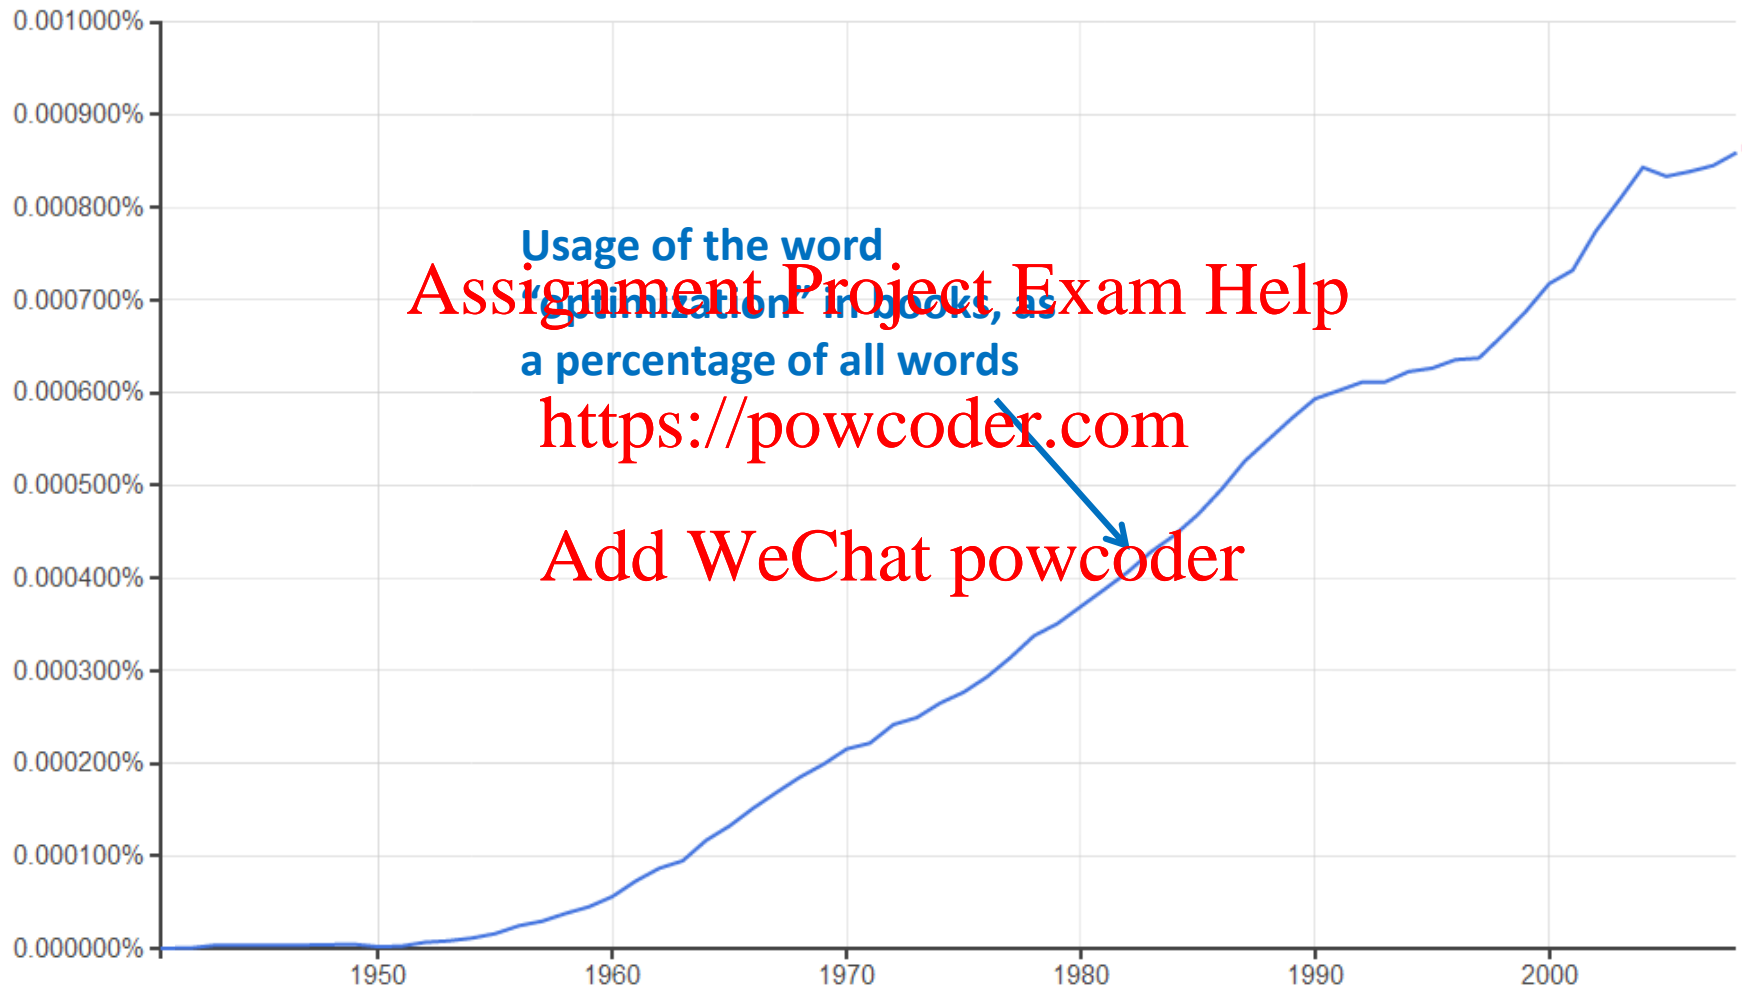 0.001000%
0.000900%
0.000800%
Usage of the word
Assignment Project Exam Help
0.000700%
“optimization” in books, as
a percentage of all words
0.000600%
https://powcoder.com
0.000500%
Add WeChat powcoder
0.000400%
0.000300%
0.000200%
0.000100%
0.000000%
1950 1960 1970 1980 1990 2000